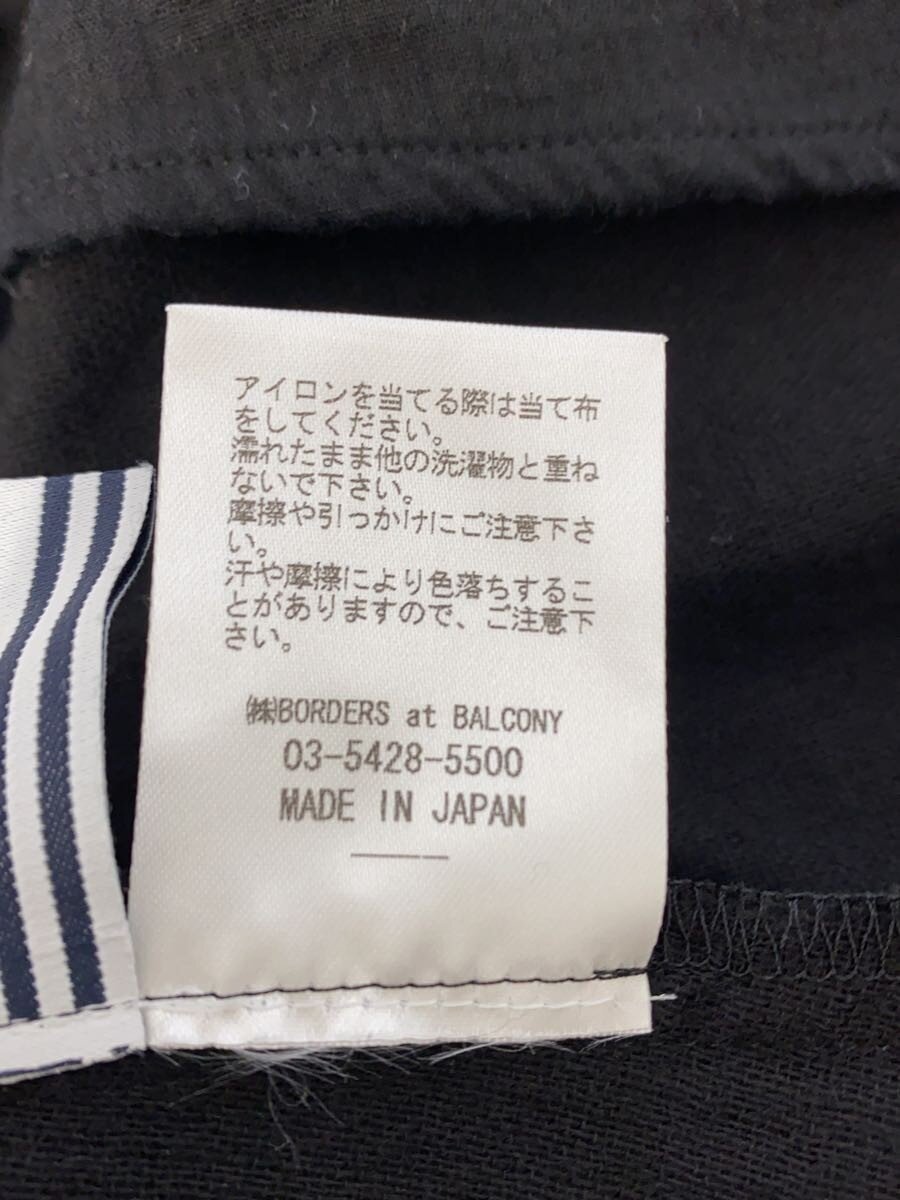 アイロンを当てる際は当て布
をしてください。
濡れたまま他の洗濯物と重ね
ないで下さい。
摩擦や引っかけにご注意下さ
い。
汗や摩擦により色落ちするこ
とがありますので、ご注意下
さい。
㈱BORDERS at BALCONY
03-5428-5500
MADE IN JAPAN